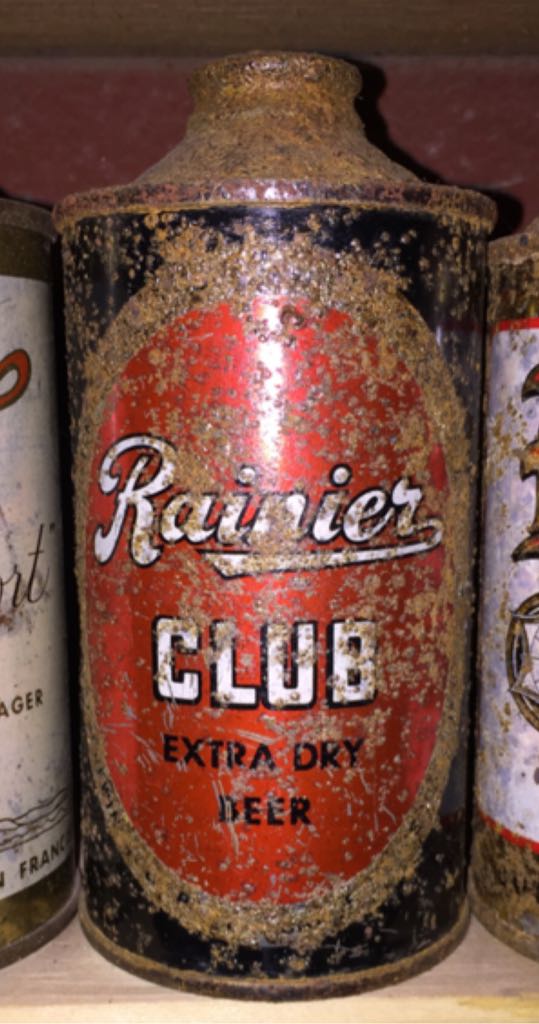 Rainier
CLUB
EXTRA DRY
BEER
ort"
AGER
N FRANC